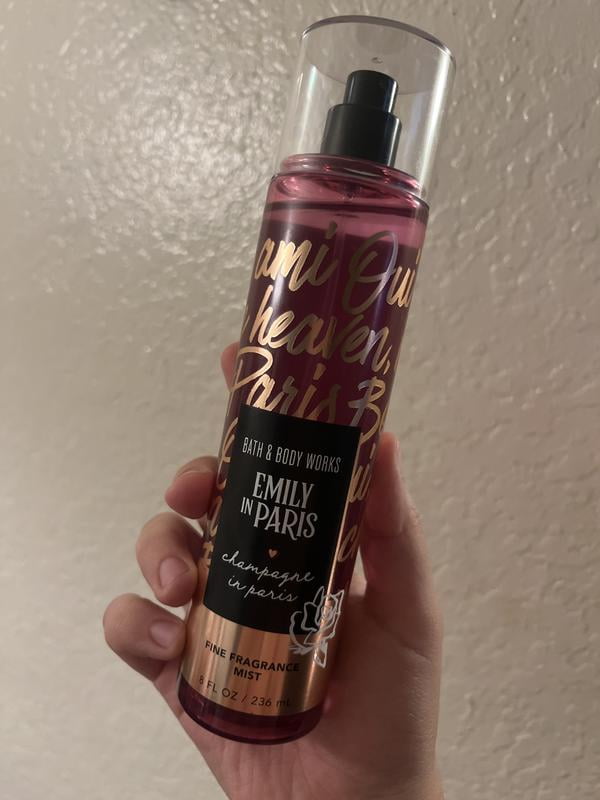 ami Oui
heaven,
Paris
BATH & BODY WORKS
EMILY
IN PARIS
champagne
in paris
FINE FRAGRANCE
MIST
8 FL OZ / 236 mL